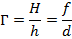 Γ = H/h = f/d